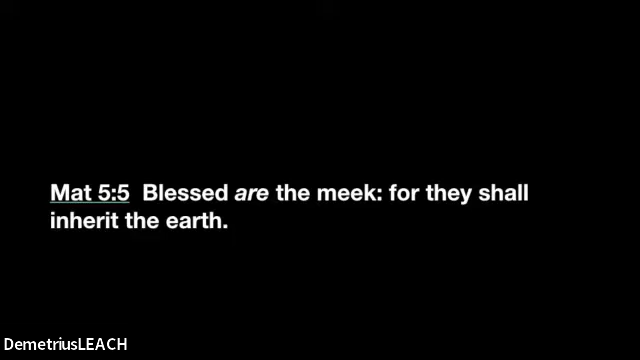 Mat 5:5  Blessed are the meek: for they shall
inherit the earth.
DemetriusLEACH